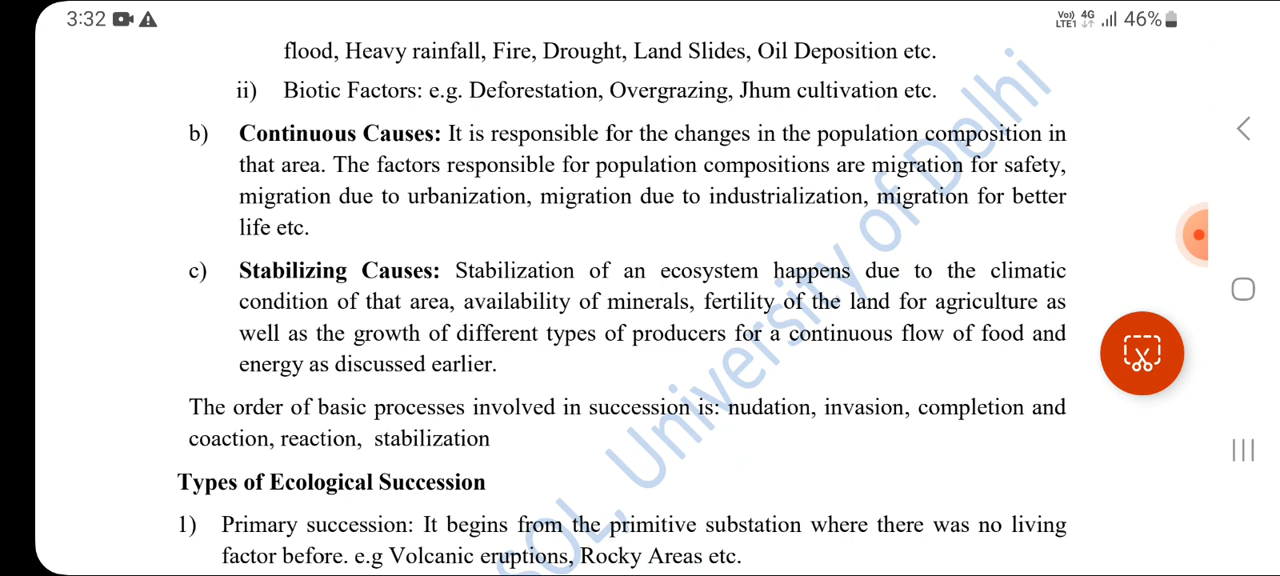 3:32
Vo)) 4G
LTE1
46%
flood, Heavy rainfall, Fire, Drought, Land Slides, Oil Deposition etc.
ii) Biotic Factors: e.g. Deforestation, Overgrazing, Jhum cultivation etc.
b) Continuous Causes: It is responsible for the changes in the population composition in
that area. The factors responsible for population compositions are migration for safety,
migration due to urbanization, migration due to industrialization, migration for better
life etc.
c) Stabilizing Causes: Stabilization of an ecosystem happens due to the climatic
condition of that area, availability of minerals, fertility of the land for agriculture as
well as the growth of different types of producers for a continuous flow of food and
energy as discussed earlier.
The order of basic processes involved in succession is: nudation, invasion, completion and
coaction, reaction, stabilization
Types of Ecological Succession
1) Primary succession: It begins from the primitive substation where there was no living
factor before. e.g Volcanic eruptions, Rocky Areas etc.
SOL, University of Delhi